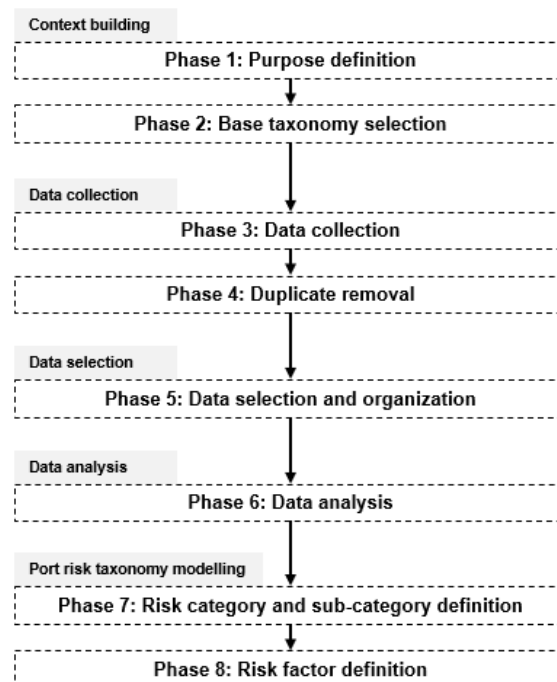 Context building
Phase 1: Purpose definition
Phase 2: Base taxonomy selection
Data collection
Phase 3: Data collection
Phase 4: Duplicate removal
Data selection
Phase 5: Data selection and organization
Data analysis
Phase 6: Data analysis
Port risk taxonomy modelling
Phase 7: Risk category and sub-category definition
Phase 8: Risk factor definition